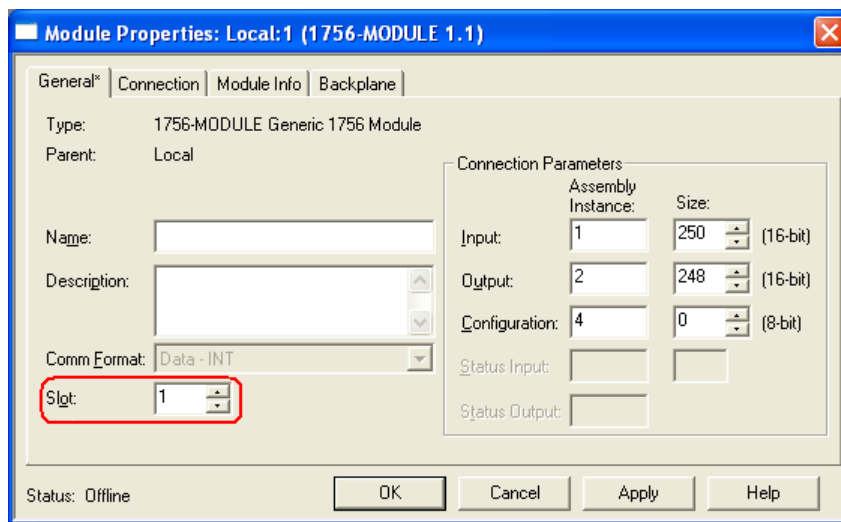 Module Properties: Local:1 (1756-MODULE 1.1)
General* Connection Module Info Backplane
Type: 1756-MODULE Generic 1756 Module
Parent: Local
Connection Parameters
Assembly
Instance: Size:
Name:
Input: 1 250 (16-bit)
Description:
Output: 2 248 (16-bit)
Configuration: 4 0 (8-bit)
Comm Format: Data - INT
Status Input:
Slot: 1
Status Output:
Status: Offline
OK Cancel Apply Help